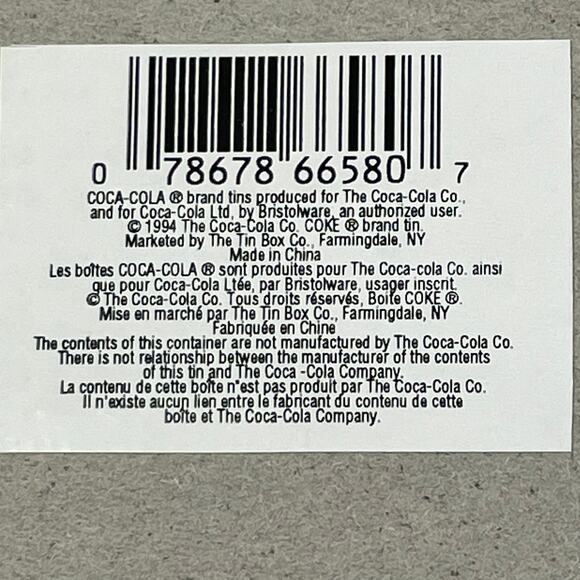 0 78678 66580 7
COCA-COLA ® brand tins produced for The Coca-Cola Co.,
and for Coca-Cola Ltd, by Bristolware, an authorized user.
© 1994 The Coca-Cola Co. COKE ® brand tin.
Marketed by The Tin Box Co., Farmingdale, NY
Made in China
Les boîtes COCA-COLA ® sont produites pour The Coca-cola Co. ainsi
que pour Coca-Cola Ltée, par Bristolware, usager inscrit.
© The Coca-Cola Co. Tous droits réservés, Boite COKE ®.
Mise en marché par The Tin Box Co., Farmingdale, NY
Fabriquée en Chine
The contents of this container are not manufactured by The Coca-Cola Co.
There is not relationship between the manufacturer of the contents
of this tin and The Coca -Cola Company.
La contenu de cette boîte n"est pas produit par The Coca-Cola Co.
Il n'existe aucun lien entre le fabricant du contenu de cette
boîte et The Coca-Cola Company.